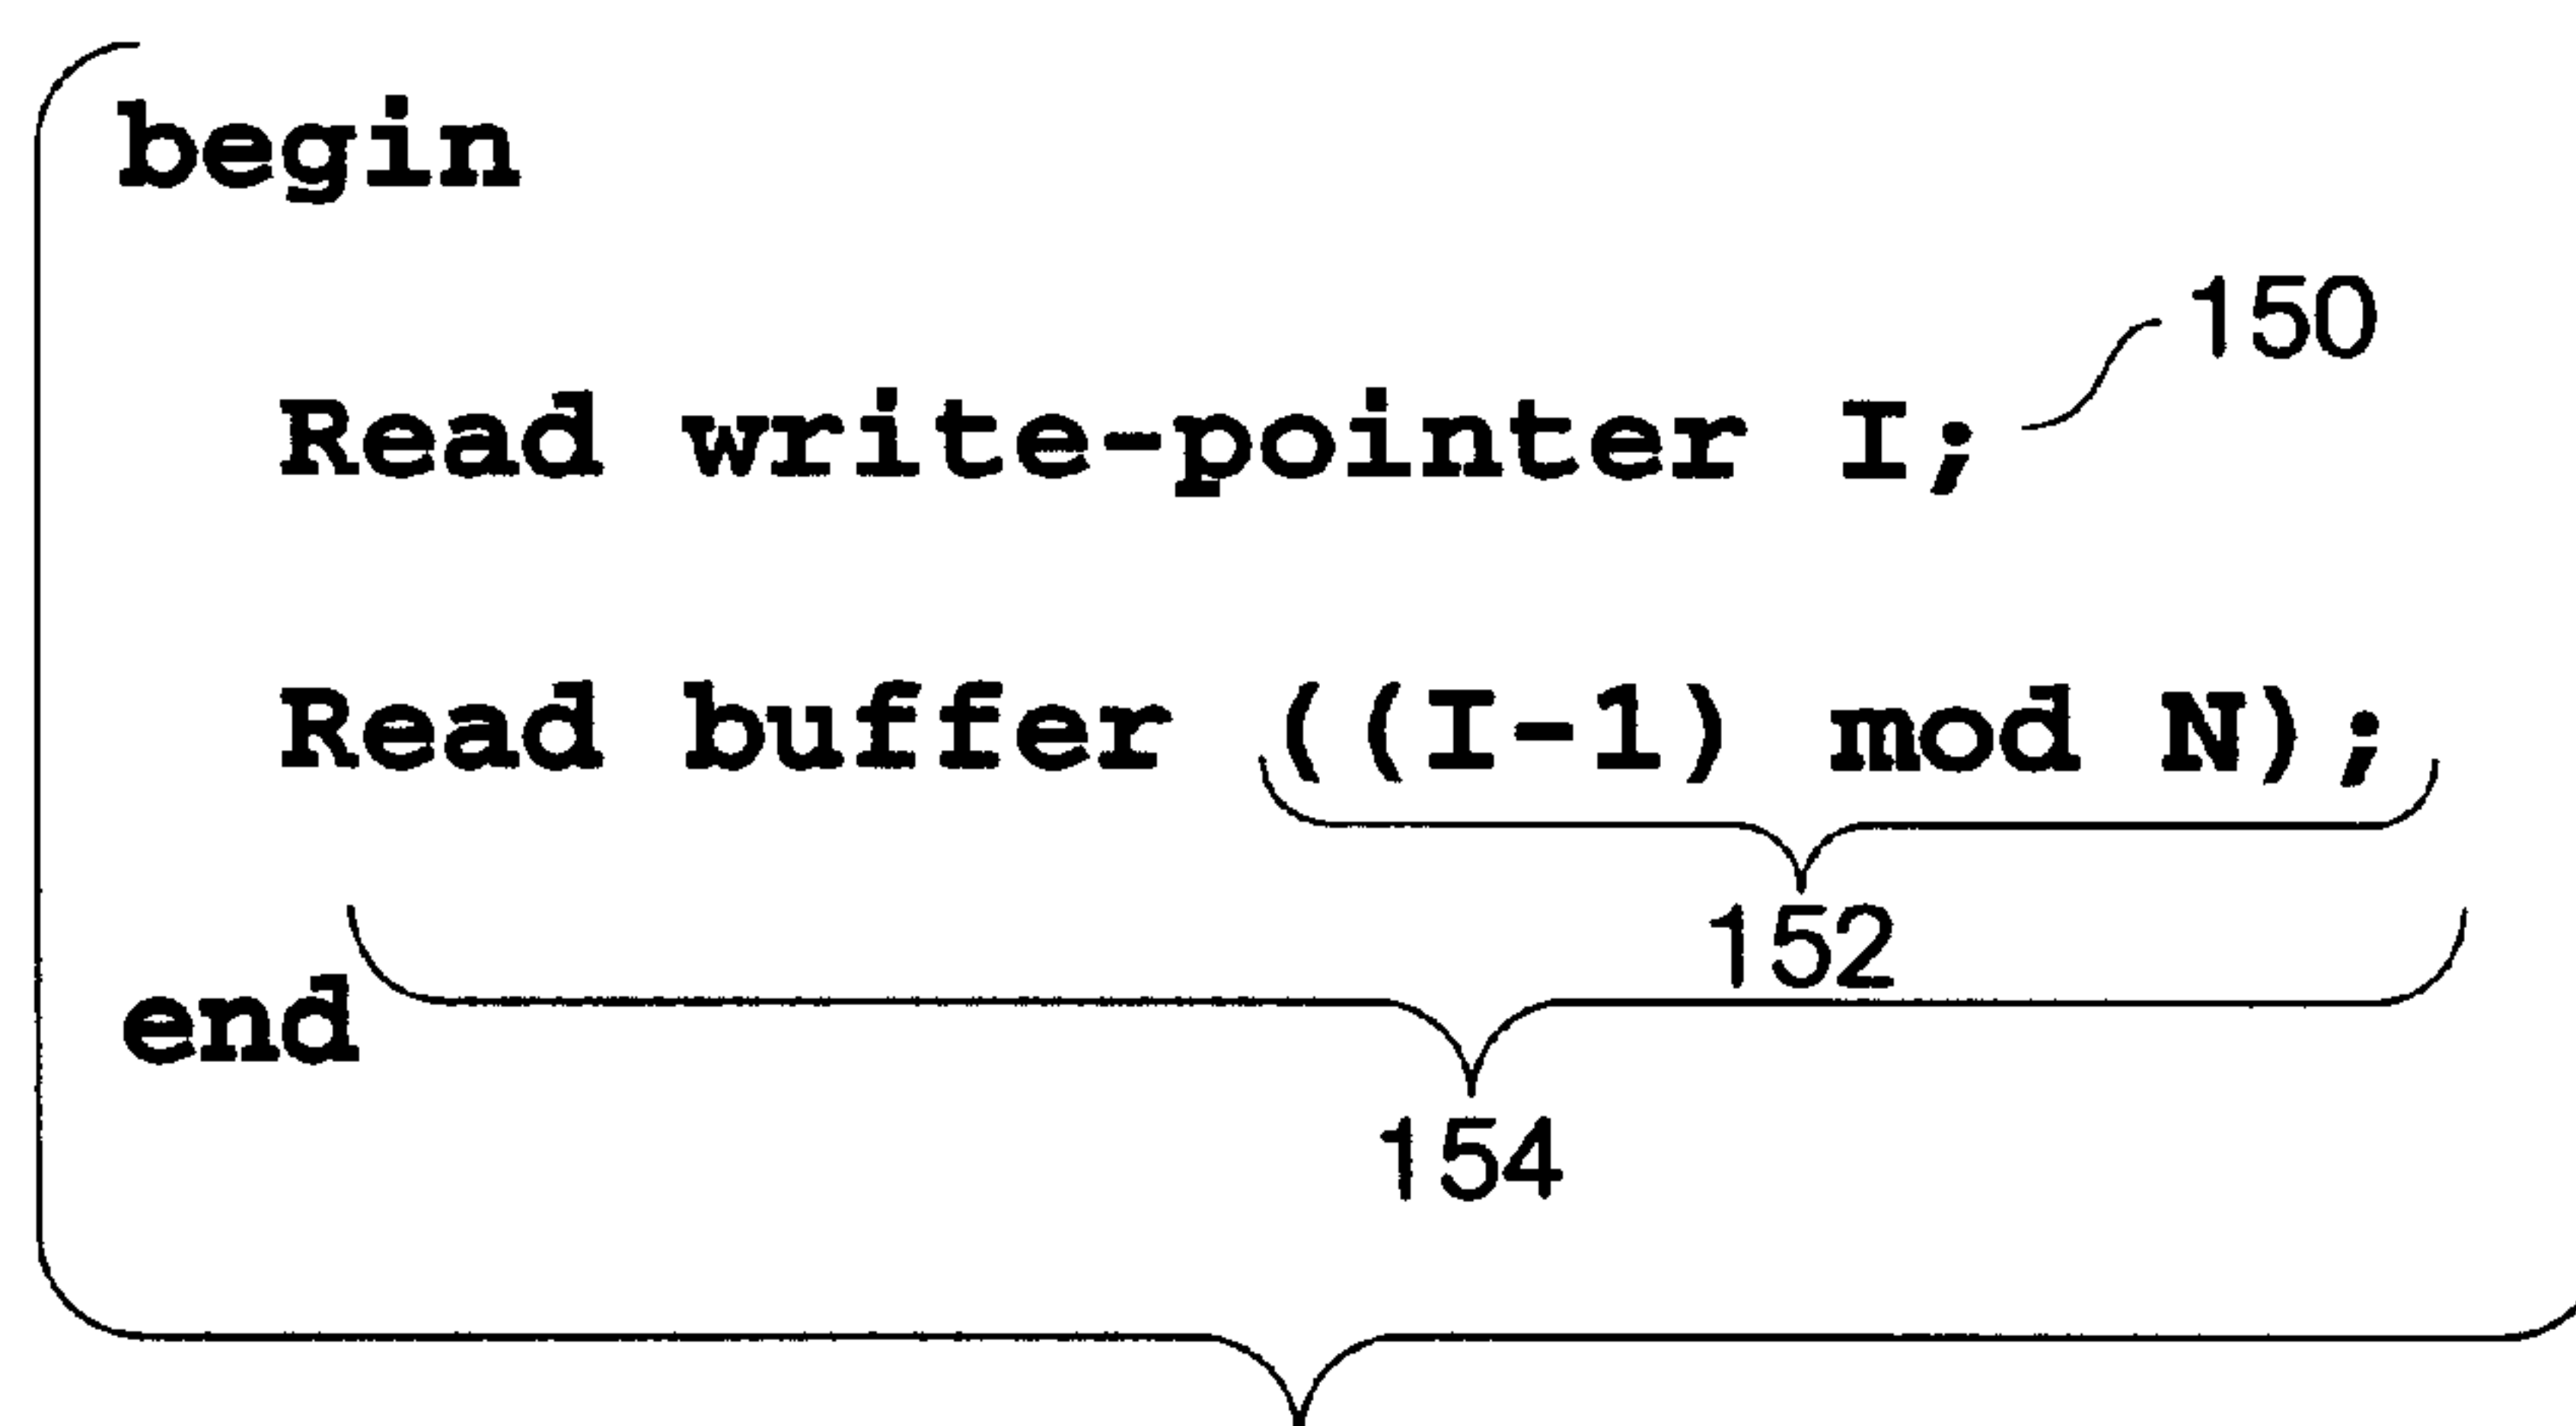 begin
150
Read write-pointer I;
Read buffer ((I-1) mod N);
152
end
154